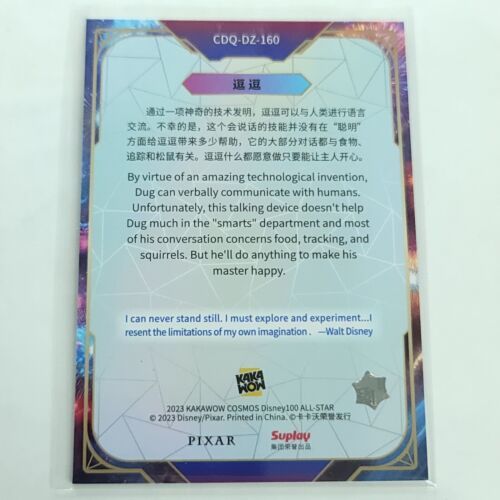 CDQ-DZ-160
逗 逗
通过一项神奇的技术发明，逗逗可以与人类进行语言
交流。不幸的是，这个会说话的技能并没有在“聪明”
方面给逗逗带来多少帮助，它的大部分对话都与食物、
追踪和松鼠有关。逗逗什么都愿意做只要能让主人开心。
By virtue of an amazing technological invention,
Dug can verbally communicate with humans.
Unfortunately, this talking device doesn't help
Dug much in the "smarts" department and most
of his conversation concerns food, tracking, and
squirrels. But he'll do anything to make his
master happy.
I can never stand still. I must explore and experiment...I
resent the limitations of my own imagination . —Walt Disney
KAKA
WOW
2023 KAKAWOW COSMOS Disney100 ALL-STAR
© 2023 Disney/Pixar. Printed in China. ©卡卡沃荣誉发行
PIXAR
Suplay
集团荣誉出品